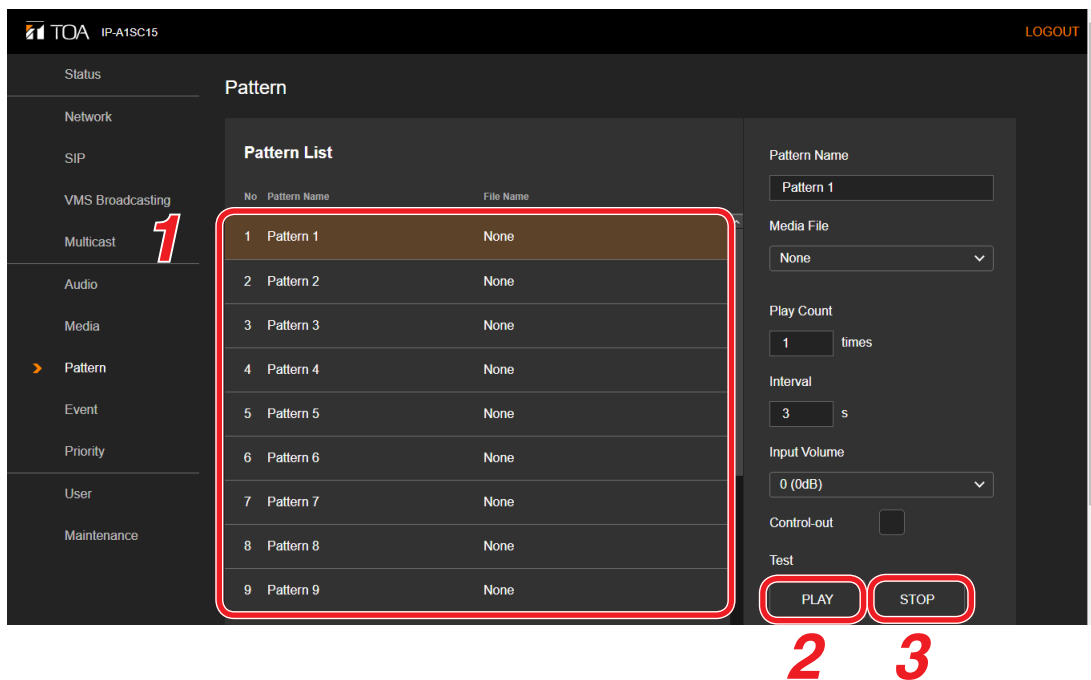 TOA IP-A1SC15
LOGOUT
Status
Network
SIP
VMS Broadcasting
Multicast
Audio
Media
Pattern
Event
Priority
User
Maintenance
Pattern
Pattern List
No Pattern Name File Name
1 Pattern 1 None
2 Pattern 2 None
3 Pattern 3 None
4 Pattern 4 None
5 Pattern 5 None
6 Pattern 6 None
7 Pattern 7 None
8 Pattern 8 None
9 Pattern 9 None
1
Pattern Name
Pattern 1
Media File
None
Play Count
1 times
Interval
3 s
Input Volume
0 (0dB)
Control-out
Test
PLAY STOP
2 3